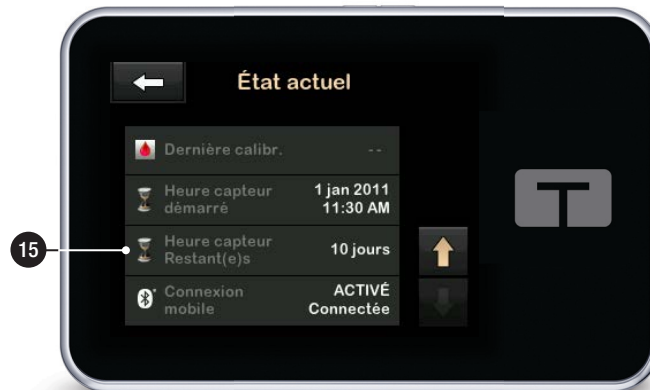 État actuel
Dernière calibr. --
Heure capteur démarré 1 jan 2011 11:30 AM
15
Heure capteur Restant(e)s 10 jours
Connexion mobile ACTIVÉ Connectée